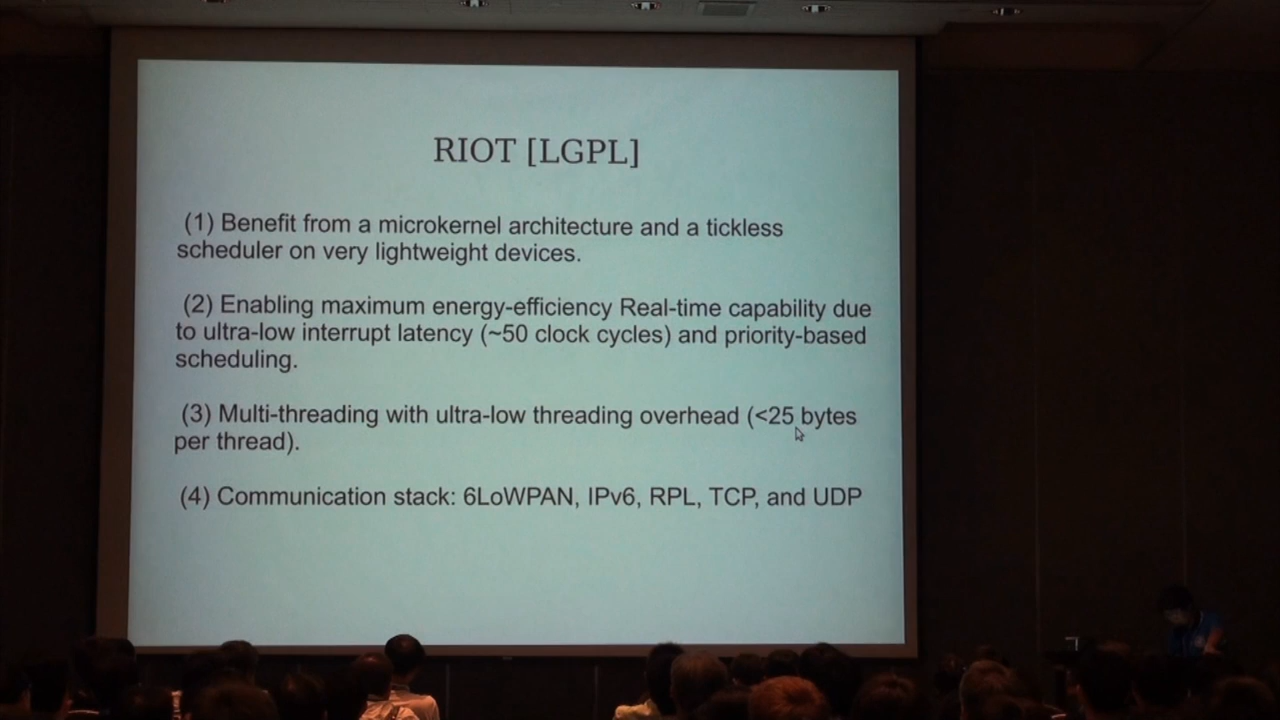 RIOT [LGPL]
(1) Benefit from a microkernel architecture and a tickless
scheduler on very lightweight devices.
(2) Enabling maximum energy-efficiency Real-time capability due
to ultra-low interrupt latency (~50 clock cycles) and priority-based
scheduling.
(3) Multi-threading with ultra-low threading overhead (<25 bytes
per thread).
(4) Communication stack: 6LoWPAN, IPv6, RPL, TCP, and UDP